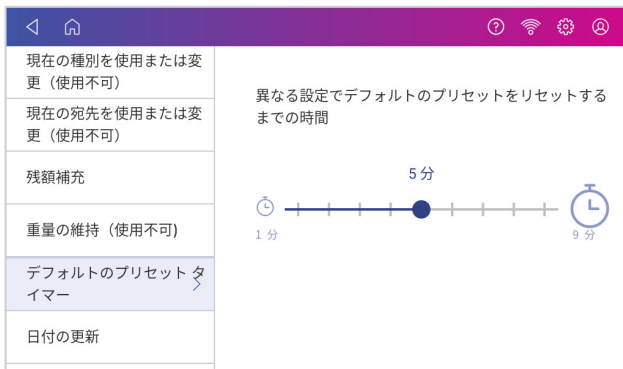 現在の種別を使用または変
更（使用不可）
現在の宛先を使用または変
更（使用不可）
残額補充
重量の維持（使用不可)
デフォルトのプリセット タ
イマー
日付の更新
異なる設定でデフォルトのプリセットをリセットする
までの時間
5 分
1 分
9 分